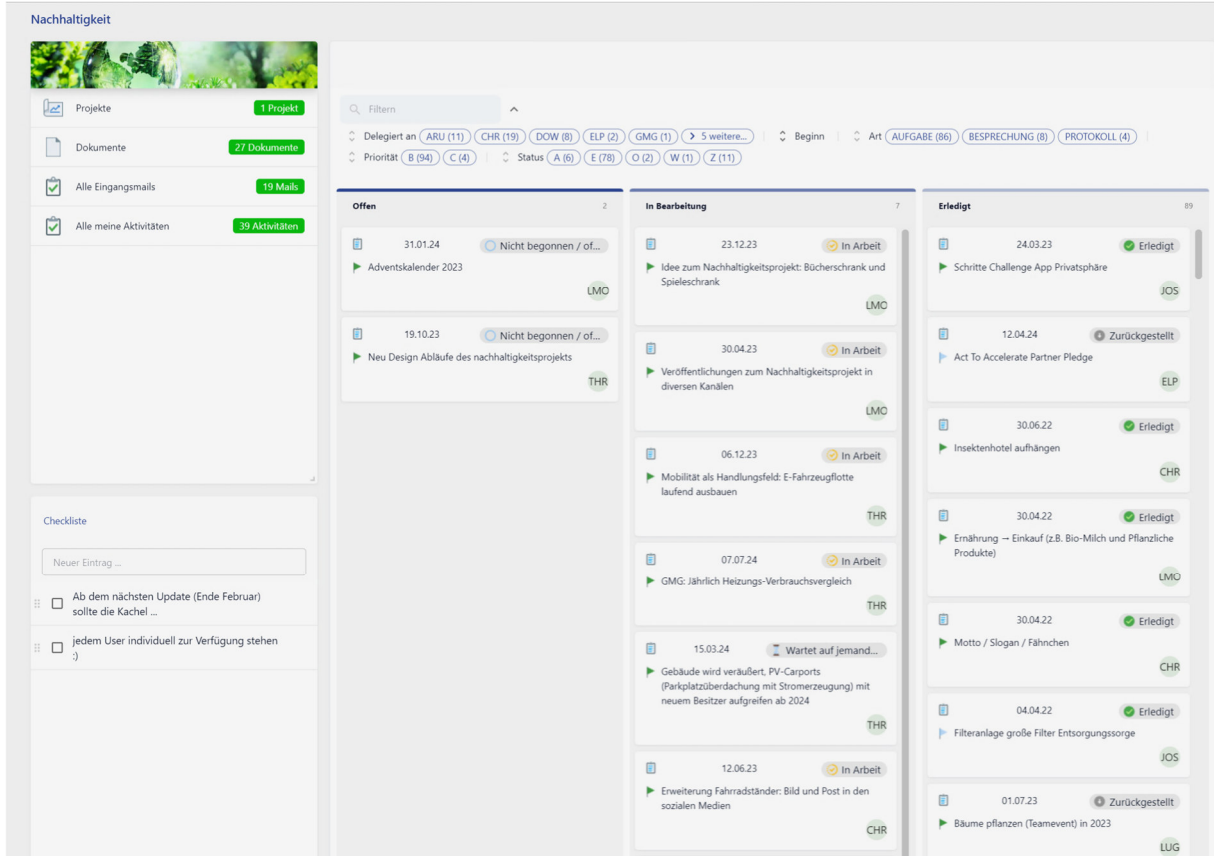 Nachhaltigkeit
Projekte
1 Projekt
Dokumente
27 Dokumente
Alle Eingangsmails
19 Mails
Alle meine Aktivitäten
39 Aktivitäten
Checkliste
Neuer Eintrag ...
Ab dem nächsten Update (Ende Februar)
sollte die Kachel ...
jedem User individuell zur Verfügung stehen
:)
Filtern
Delegiert an ARU (11) CHR (19) DOW (8) ELP (2) GMG (1) > 5 weitere... Beginn Art AUFGABE (86) BESPRECHUNG (8) PROTOKOLL (4)
Priorität B (94) C (4) Status A (6) E (78) O (2) W (1) Z (11)
Offen 2
31.01.24 Nicht begonnen / of...
Adventskalender 2023
LMO
19.10.23 Nicht begonnen / of...
Neu Design Abläufe des nachhaltigkeitsprojekts
THR
In Bearbeitung 7
23.12.23 In Arbeit
Idee zum Nachhaltigkeitsprojekt: Bücherschrank und
Spieleschrank
LMO
30.04.23 In Arbeit
Veröffentlichungen zum Nachhaltigkeitsprojekt in
diversen Kanälen
LMO
06.12.23 In Arbeit
Mobilität als Handlungsfeld: E-Fahrzeugflotte
laufend ausbauen
THR
07.07.24 In Arbeit
GMG: Jährlich Heizungs-Verbrauchsvergleich
THR
15.03.24 Wartet auf jemand...
Gebäude wird veräußert, PV-Carports
(Parkplatzüberdachung mit Stromerzeugung) mit
neuem Besitzer aufgreifen ab 2024
THR
12.06.23 In Arbeit
Erweiterung Fahrradständer: Bild und Post in den
sozialen Medien
CHR
Erledigt 89
24.03.23 Erledigt
Schritte Challenge App Privatsphäre
JOS
12.04.24 Zurückgestellt
Act To Accelerate Partner Pledge
ELP
30.06.22 Erledigt
Insektenhotel aufhängen
CHR
30.04.22 Erledigt
Ernährung → Einkauf (z.B. Bio-Milch und Pflanzliche
Produkte)
LMO
30.04.22 Erledigt
Motto / Slogan / Fähnchen
CHR
04.04.22 Erledigt
Filteranlage große Filter Entsorgungssorge
JOS
01.07.23 Zurückgestellt
Bäume pflanzen (Teamevent) in 2023
LUG